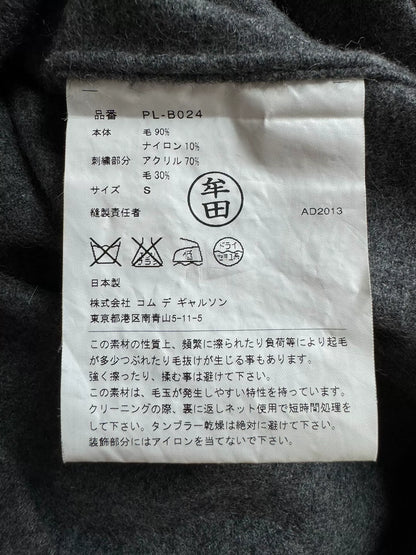 品番 PL-B024
本体 毛 90%
ナイロン 10%
刺繍部分 アクリル 70%
毛 30%
サイズ S
縫製責任者
牟田
AD2013
ドライ
日本製
株式会社 コム デ ギャルソン
東京都港区南青山5-11-5
この素材の性質上、頻繁に擦られたり負荷等により起毛
が多少つぶれたり毛抜けが生じる事もあります。
強く擦ったり、揉む事は避けて下さい。
この素材は、毛玉が発生しやすい特性を持っています。
クリーニングの際、裏に返しネット使用で短時間処理を
して下さい。タンブラー乾燥は絶対に避けて下さい。
装飾部分にはアイロンを当てないで下さい。